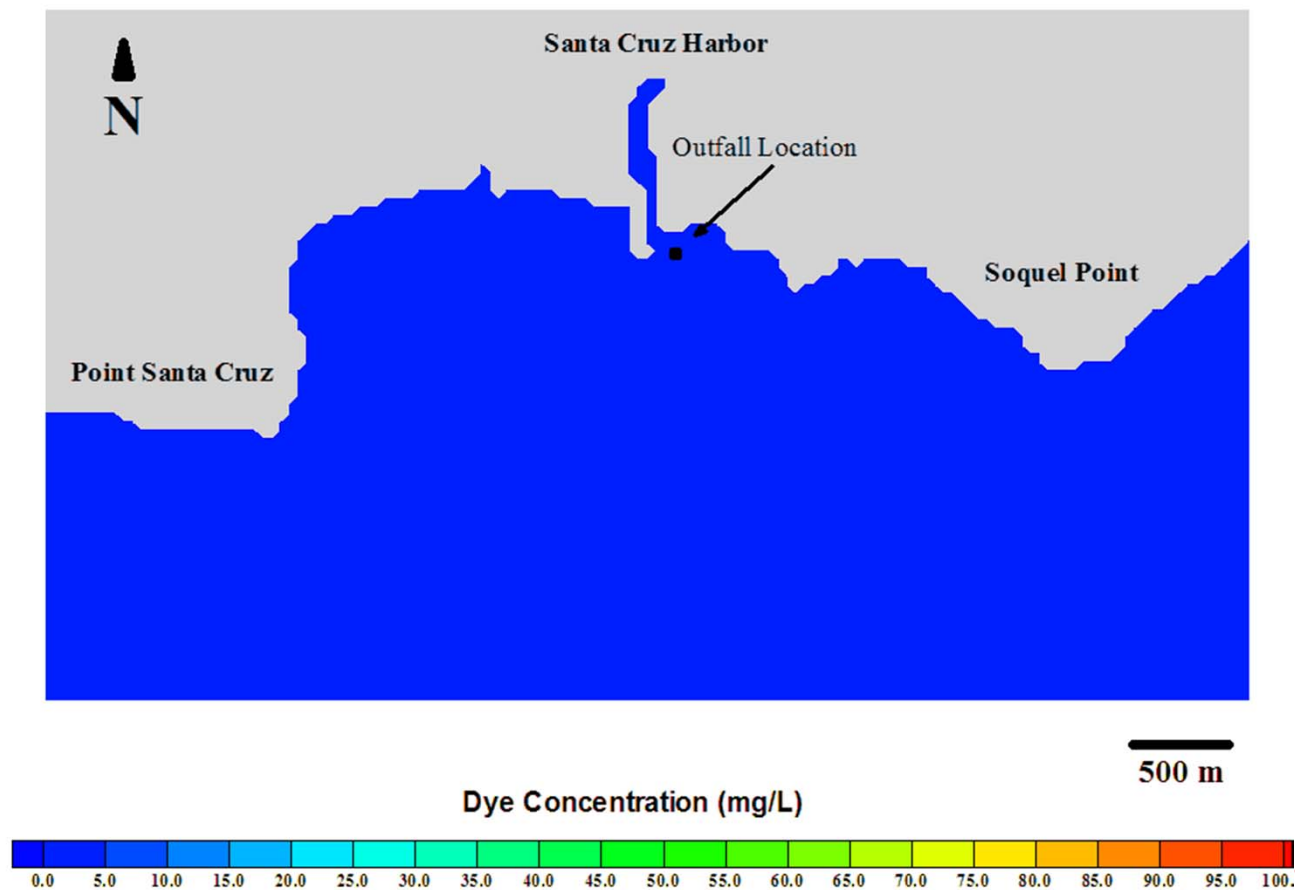 Santa Cruz Harbor
N
Outfall Location
Soquel Point
Point Santa Cruz
500 m
Dye Concentration (mg/L)
0.0 5.0 10.0 15.0 20.0 25.0 30.0 35.0 40.0 45.0 50.0 55.0 60.0 65.0 70.0 75.0 80.0 85.0 90.0 95.0 100.